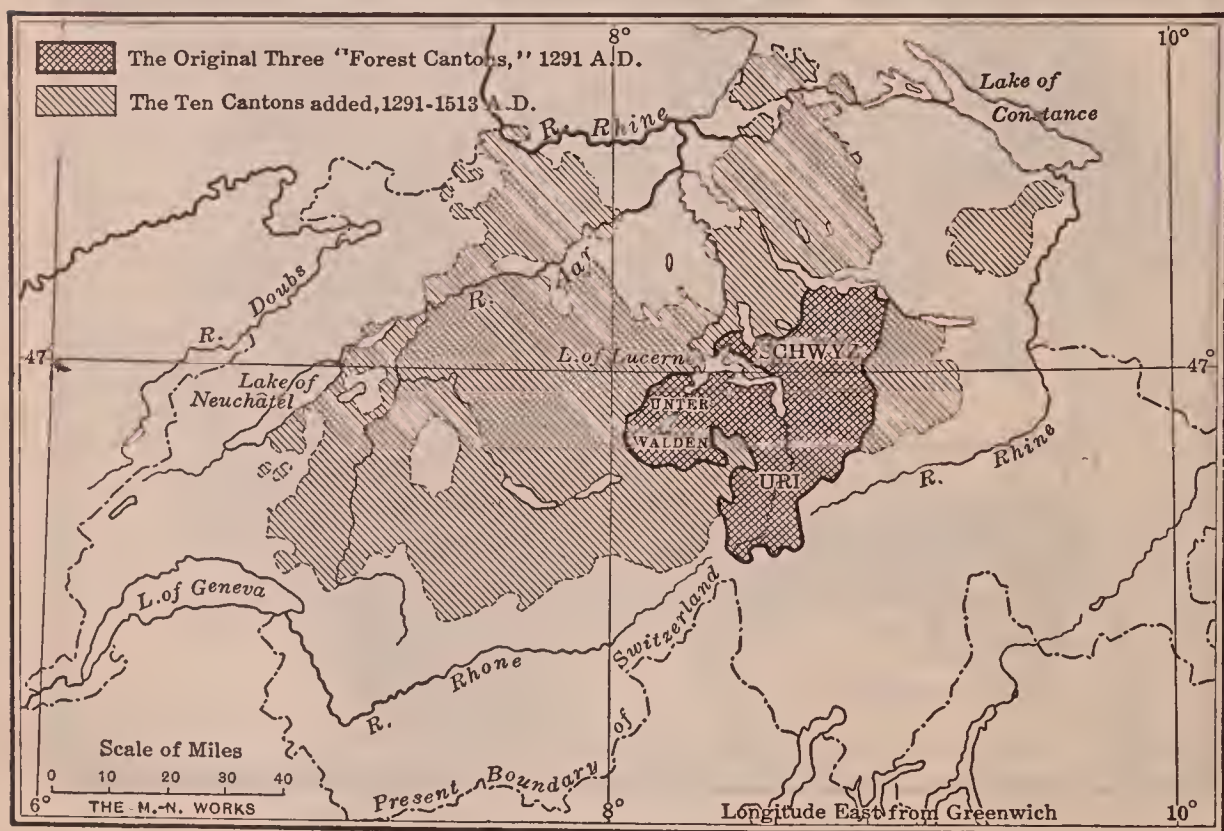 The Original Three "Forest Cantons," 1291 A.D.
The Ten Cantons added, 1291-1513 A.D.
8°
10°
Lake of
Constance
R. Rhine
R. Doubs
R. Aar
47
L. of Lucern
SCHWYZ
47°
Lake of
Neuchâtel
UNTER
WALDEN
URI
R. Rhine
L. of Geneva
R. Rhone
Present Boundary of Switzerland
Scale of Miles
0 10 20 30 40
THE M.-N. WORKS
6°
8°
Longitude East from Greenwich
10°